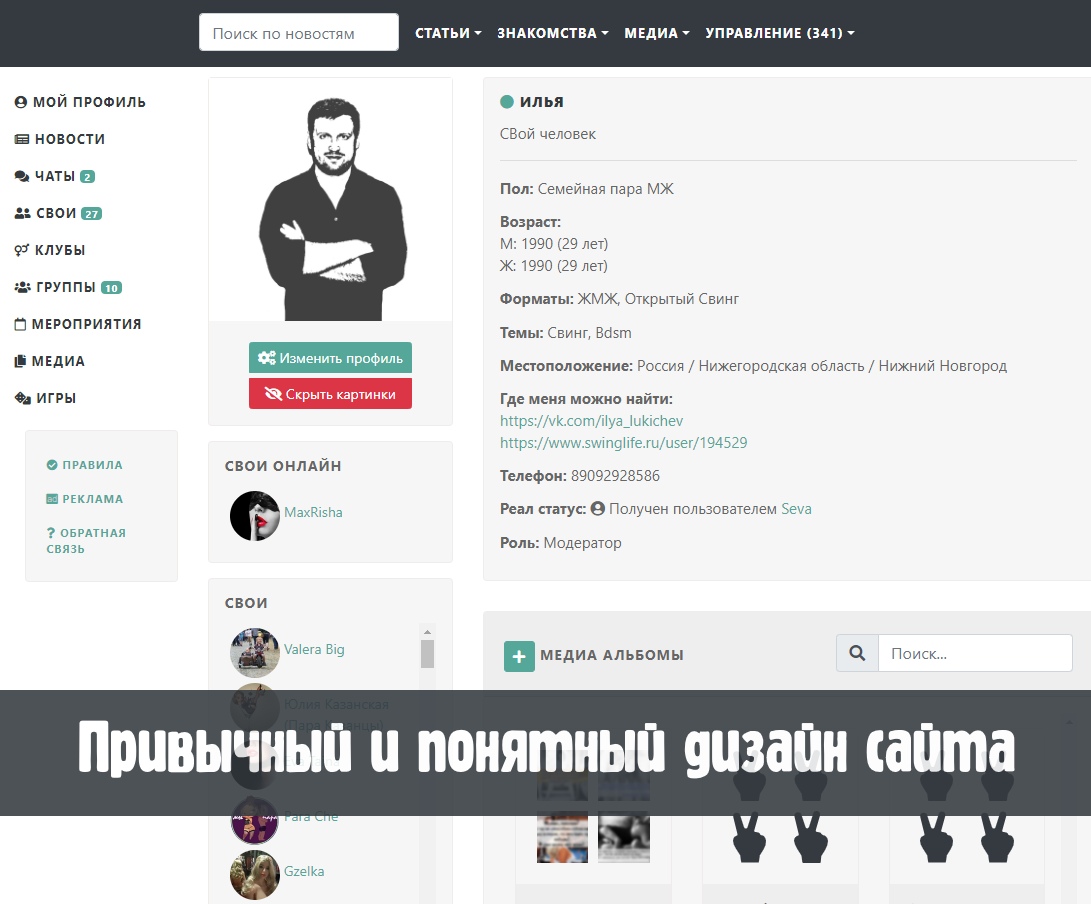 Поиск по новостям
СТАТЬИ
ЗНАКОМСТВА
МЕДИА
УПРАВЛЕНИЕ (341)
МОЙ ПРОФИЛЬ
НОВОСТИ
ЧАТЫ 2
СВОИ 27
КЛУБЫ
ГРУППЫ 10
МЕРОПРИЯТИЯ
МЕДИА
ИГРЫ
ПРАВИЛА
РЕКЛАМА
ОБРАТНАЯ
СВЯЗЬ
Изменить профиль
Скрыть картинки
СВОИ ОНЛАЙН
MaxRisha
СВОИ
Valera Big
Юлия Казанская
(Пара Казанцы)
Para Che
Gzelka
ИЛЬЯ
СВой человек
Пол: Семейная пара МЖ
Возраст:
М: 1990 (29 лет)
Ж: 1990 (29 лет)
Форматы: ЖМЖ, Открытый Свинг
Темы: Свинг, Bdsm
Местоположение: Россия / Нижегородская область / Нижний Новгород
Где меня можно найти:
https://vk.com/ilya_lukichev
https://www.swinglife.ru/user/194529
Телефон: 89092928586
Реал статус: Получен пользователем Seva
Роль: Модератор
МЕДИА АЛЬБОМЫ
Поиск...
Привычный и понятный дизайн сайта